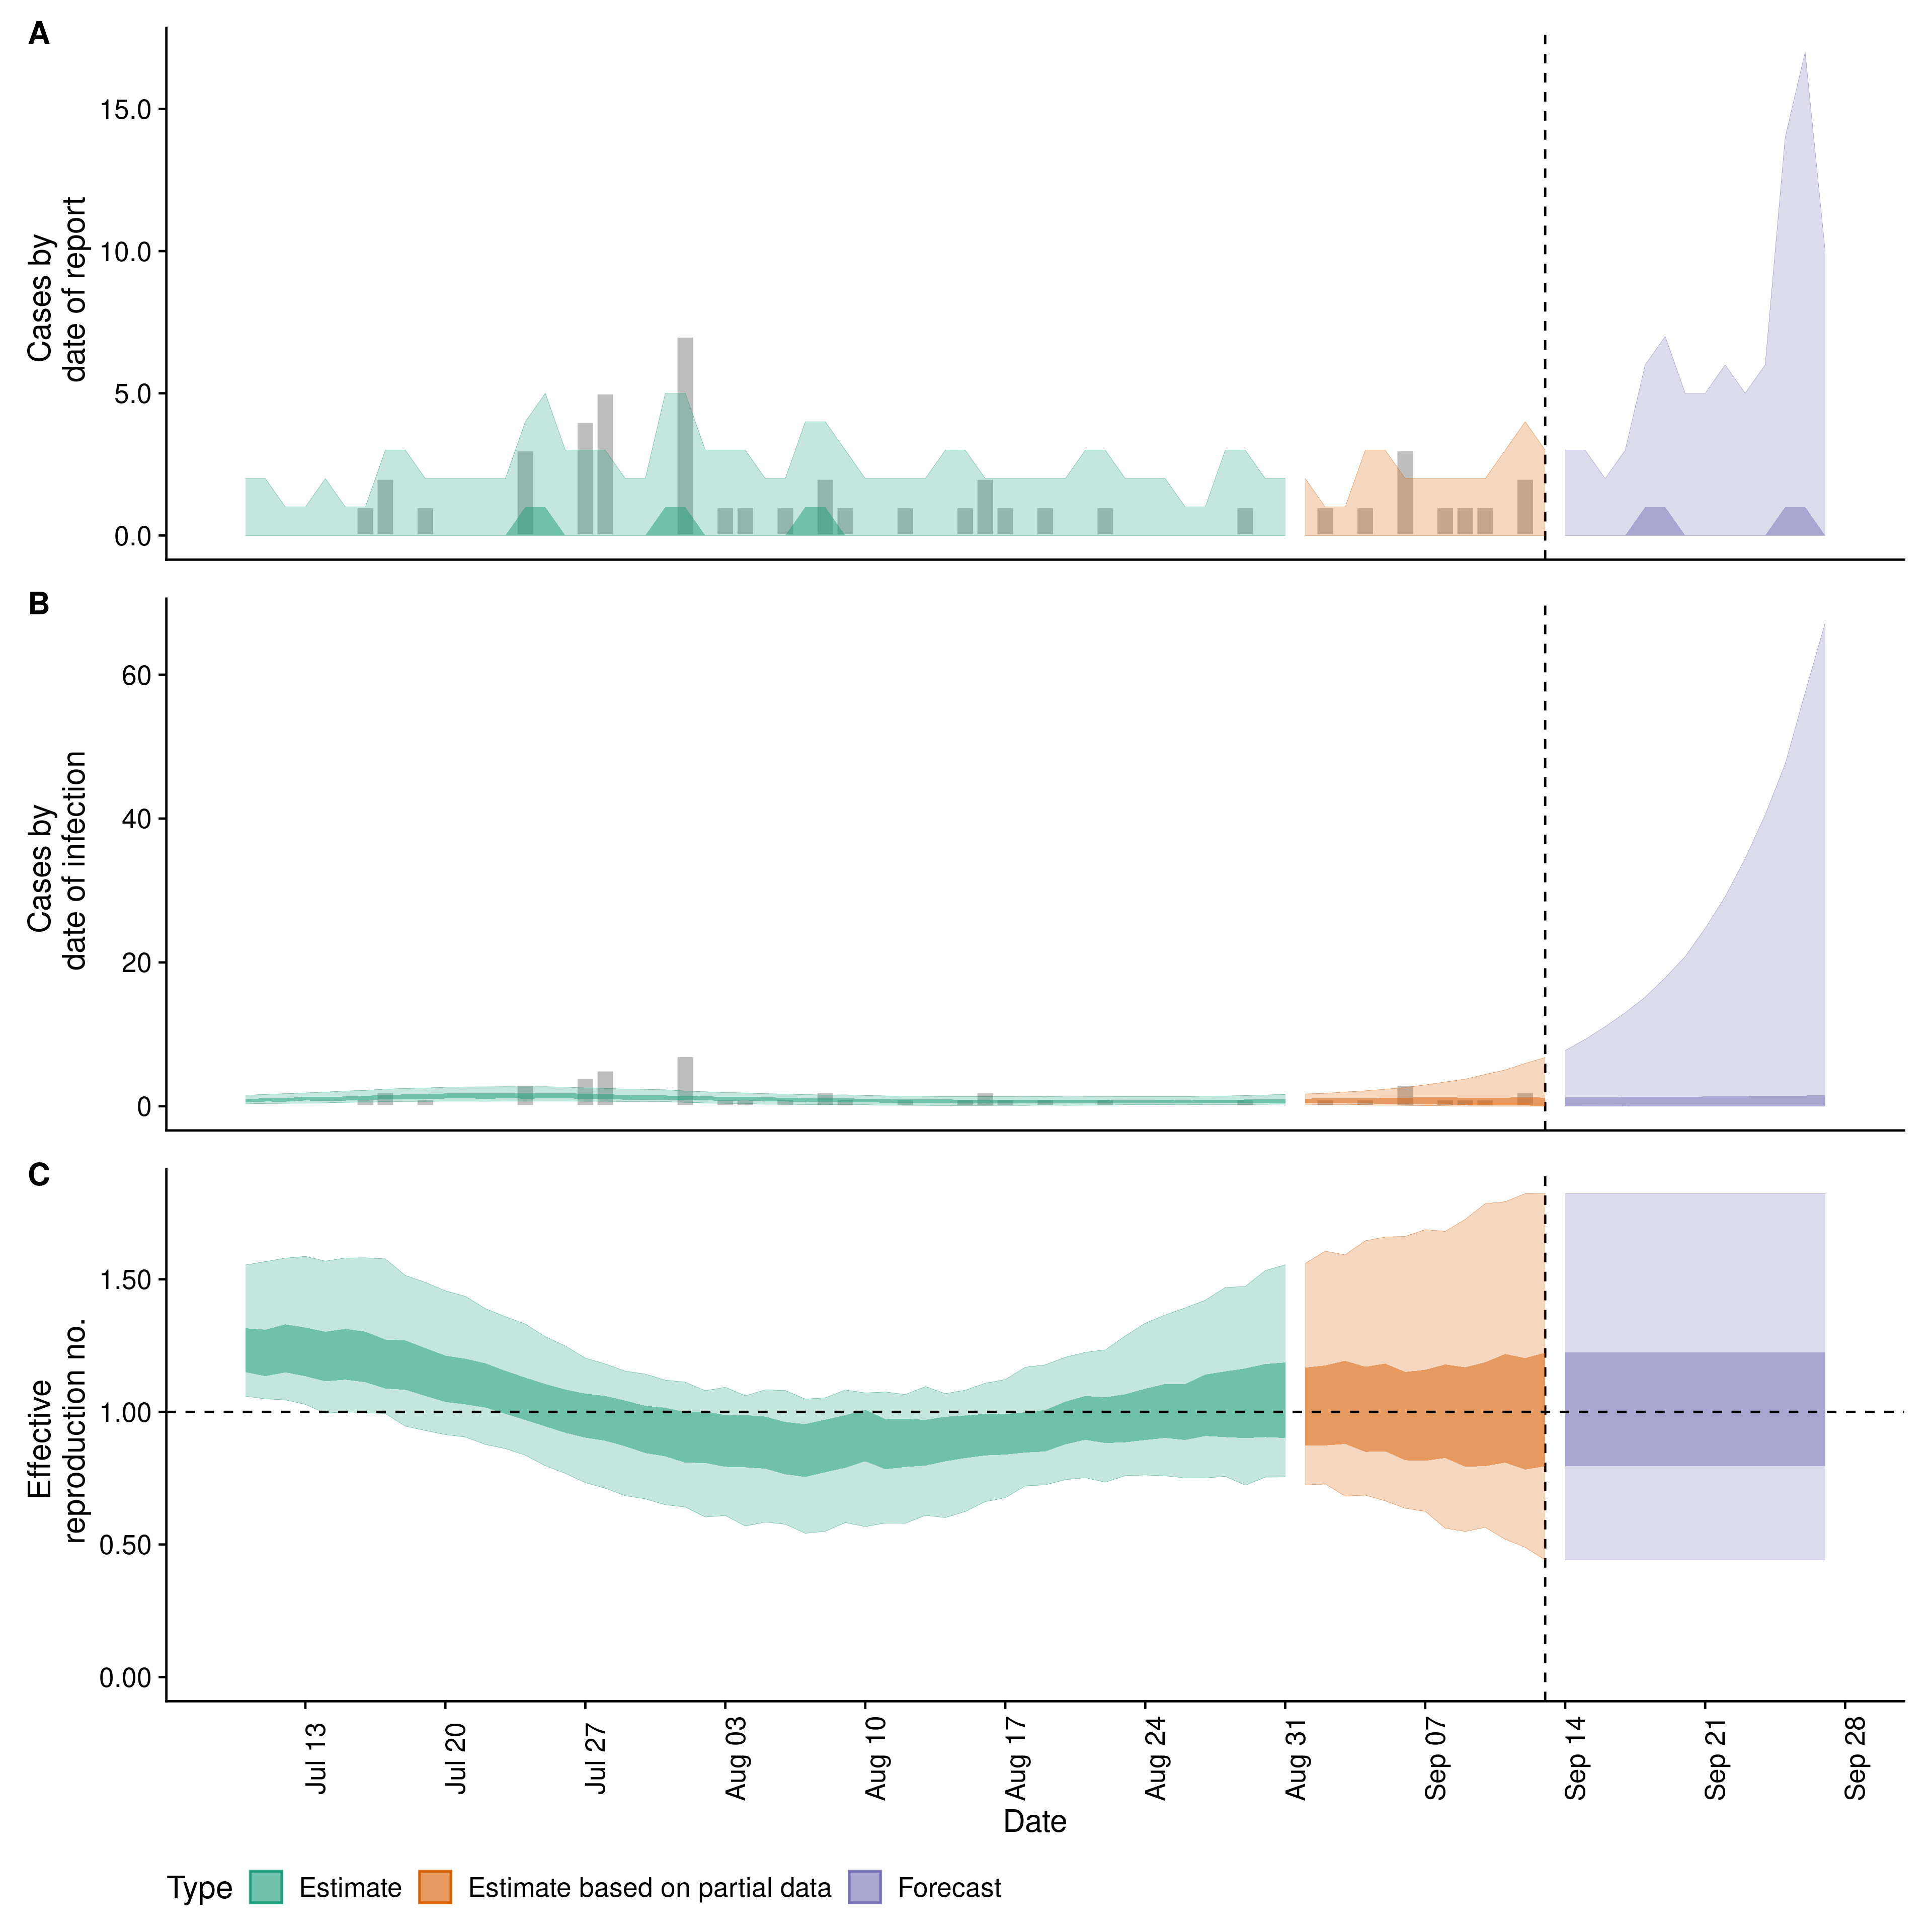 A
Cases by
date of report
15.0
10.0
5.0
0.0
B
Cases by
date of infection
60
40
20
0
C
Effective
reproduction no.
1.50
1.00
0.50
0.00
Jul 13
Jul 20
Jul 27
Aug 03
Aug 10
Aug 17
Aug 24
Aug 31
Sep 07
Sep 14
Sep 21
Sep 28
Date
Type Estimate Estimate based on partial data Forecast